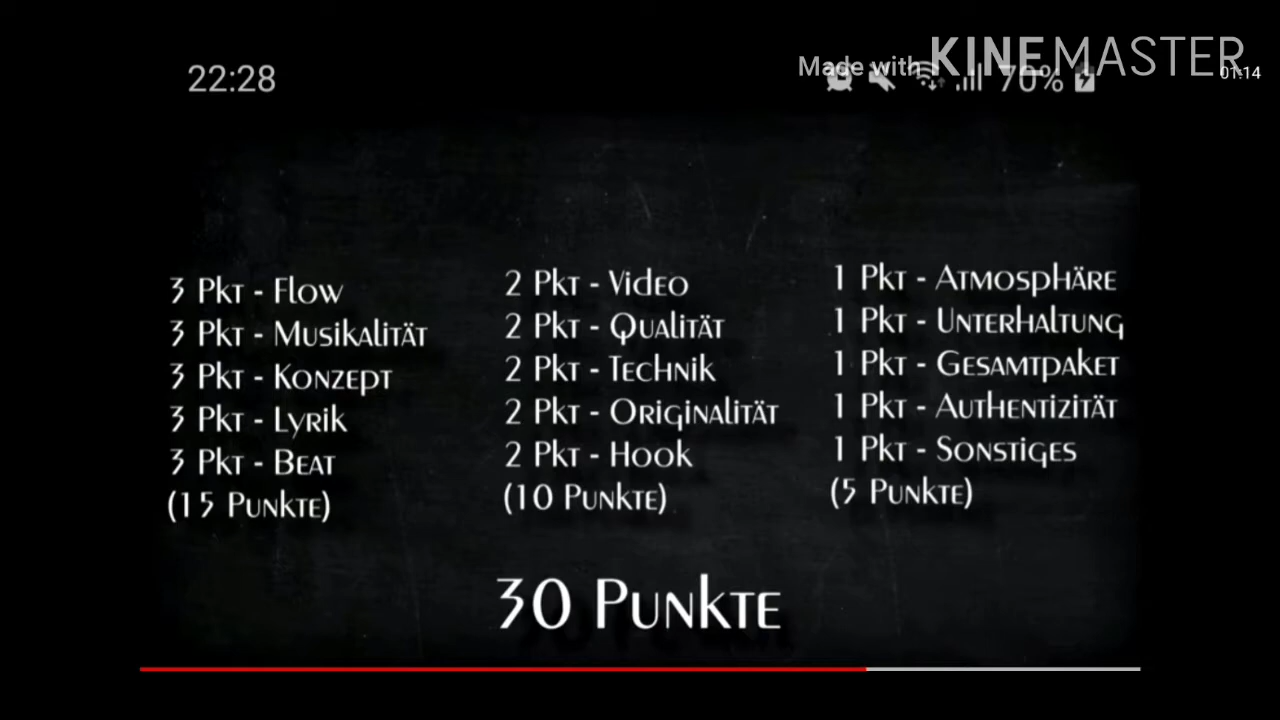 Made with KINEMASTER
22:28
70%
01:14
3 Pkt - Flow
3 Pkt - Musikalität
3 Pkt - Konzept
3 Pkt - Lyrik
3 Pkt - Beat
(15 Punkte)
2 Pkt - Video
2 Pkt - Qualität
2 Pkt - Technik
2 Pkt - Originalität
2 Pkt - Hook
(10 Punkte)
1 Pkt - Atmosphäre
1 Pkt - Unterhaltung
1 Pkt - Gesamtpaket
1 Pkt - Authentizität
1 Pkt - Sonstiges
(5 Punkte)
30 Punkte